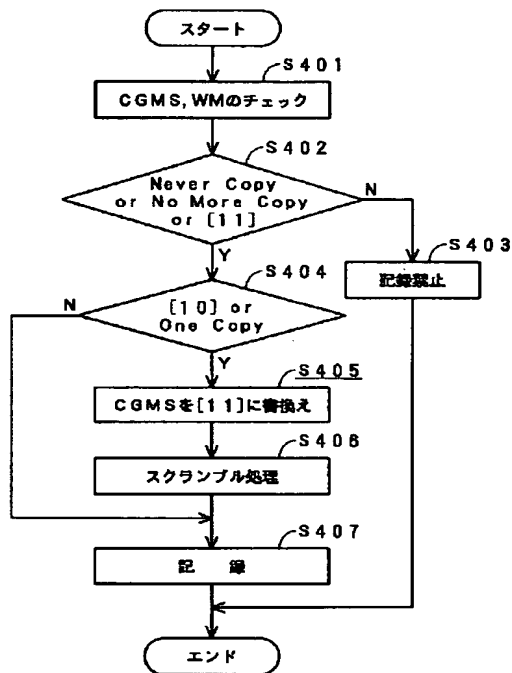 スタート
S401
CGMS,WMのチェック
S402
Never Copy
or No More Copy
or [11]
N
Y
S403
記録禁止
S404
[10] or
One Copy
N
Y
S405
CGMSを[11]に書換え
S406
スクランブル処理
S407
記 録
エンド